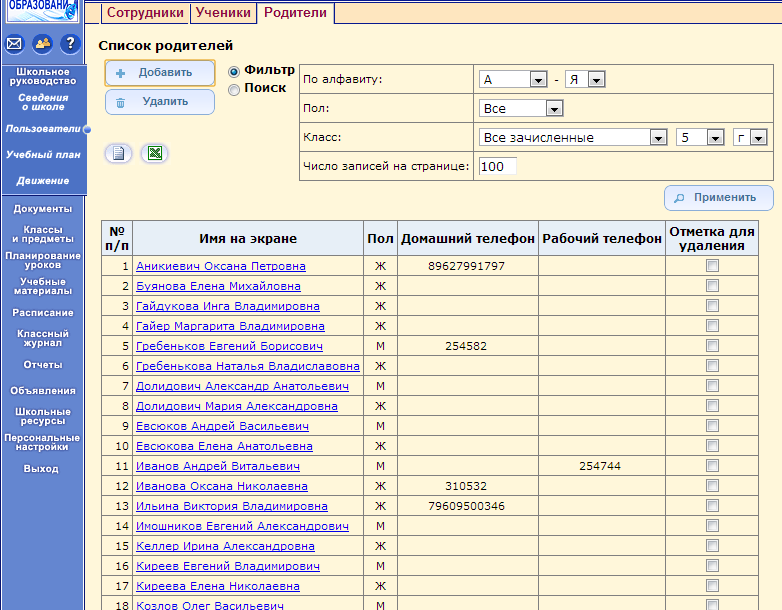 ОБРАЗОВАНИЯ
Сотрудники Ученики Родители
?
Школьное
руководство
Сведения
о школе
Пользователи
Учебный план
Движение
Документы
Классы
и предметы
Планирование
уроков
Учебные
материалы
Расписание
Классный
журнал
Отчеты
Объявления
Школьные
ресурсы
Персональные
настройки
Выход
Список родителей
Добавить
Удалить
Фильтр
Поиск
По алфавиту: А - Я
Пол: Все
Класс: Все зачисленные 5 г
Число записей на странице: 100
Применить
№ п/п Имя на экране Пол Домашний телефон Рабочий телефон Отметка для удаления
1 Аникиевич Оксана Петровна Ж 89627991797
2 Буянова Елена Михайловна Ж
3 Гайдукова Инга Владимировна Ж
4 Гайер Маргарита Владимировна Ж
5 Гребеньков Евгений Борисович М 254582
6 Гребенькова Наталья Владиславовна Ж
7 Долидович Александр Анатольевич М
8 Долидович Мария Александровна Ж
9 Евсюков Андрей Васильевич М
10 Евсюкова Елена Анатольевна Ж
11 Иванов Андрей Витальевич М 254744
12 Иванова Оксана Николаевна Ж 310532
13 Ильина Виктория Владимировна Ж 79609500346
14 Имошников Евгений Александрович М
15 Келлер Ирина Александровна Ж
16 Киреев Евгений Владимирович М
17 Киреева Елена Николаевна Ж
18 Козлов Олег Васильевич М